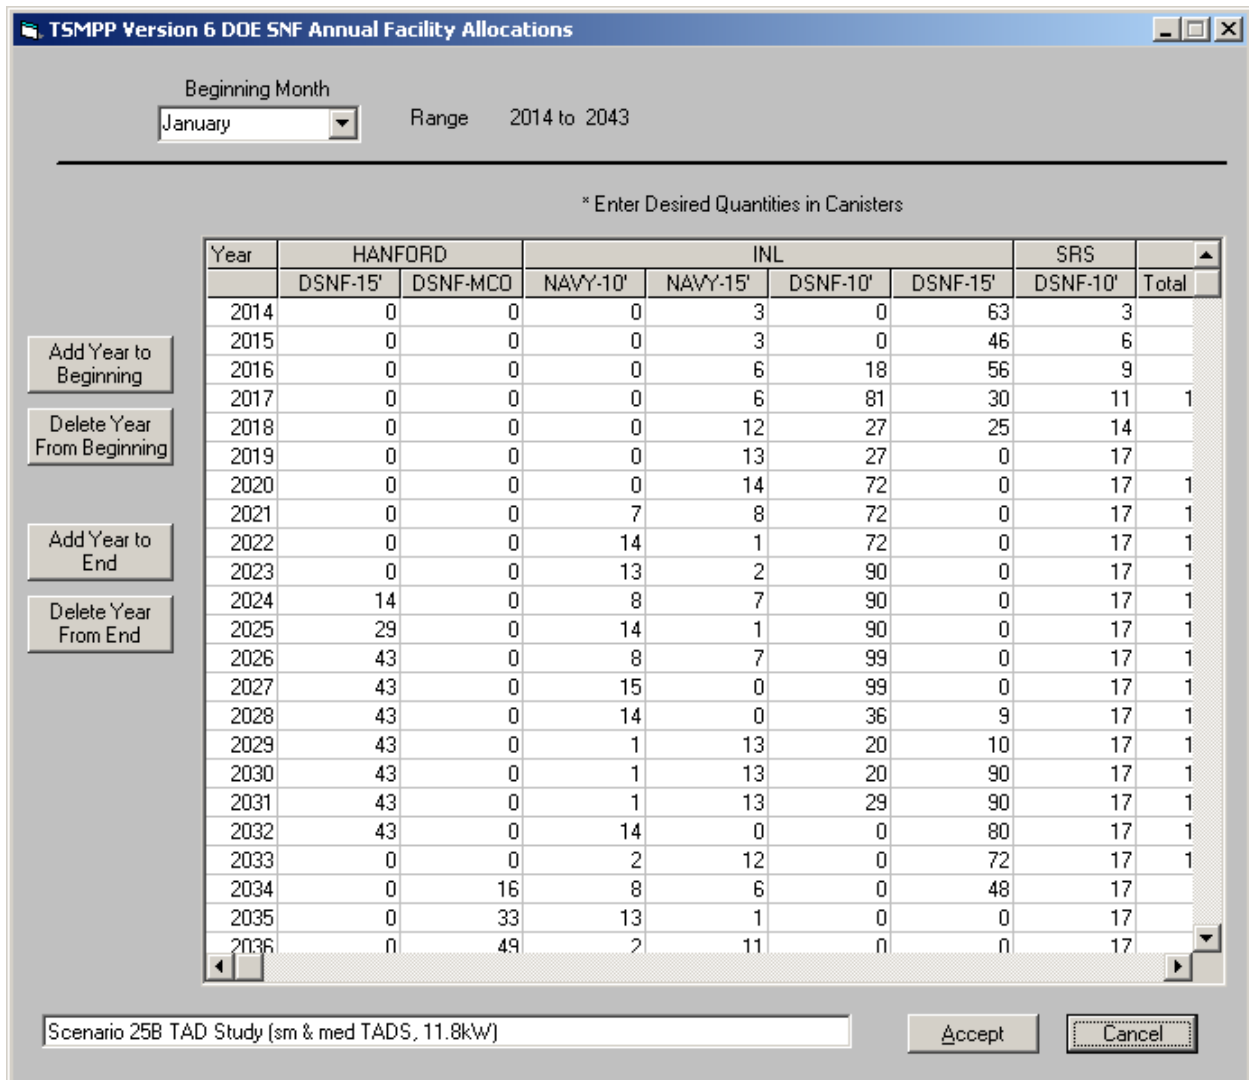 TSMPP Version 6 DOE SNF Annual Facility Allocations
Beginning Month
January
Range 2014 to 2043
* Enter Desired Quantities in Canisters
Year HANFORD INL SRS
DSNF-15' DSNF-MCO NAVY-10' NAVY-15' DSNF-10' DSNF-15' DSNF-10' Total
2014 0 0 0 3 0 63 3
2015 0 0 0 3 0 46 6
2016 0 0 0 6 18 56 9
2017 0 0 0 6 81 30 11 1
2018 0 0 0 12 27 25 14
2019 0 0 0 13 27 0 17
2020 0 0 0 14 72 0 17 1
2021 0 0 7 8 72 0 17 1
2022 0 0 14 1 72 0 17 1
2023 0 0 13 2 90 0 17 1
2024 14 0 8 7 90 0 17 1
2025 29 0 14 1 90 0 17 1
2026 43 0 8 7 99 0 17 1
2027 43 0 15 0 99 0 17 1
2028 43 0 14 0 36 9 17 1
2029 43 0 1 13 20 10 17 1
2030 43 0 1 13 20 90 17 1
2031 43 0 1 13 29 90 17 1
2032 43 0 14 0 0 80 17 1
2033 0 0 2 12 0 72 17 1
2034 0 16 8 6 0 48 17
2035 0 33 13 1 0 0 17
2036 0 49 2 11 0 0 17
Add Year to
Beginning
Delete Year
From Beginning
Add Year to
End
Delete Year
From End
Scenario 25B TAD Study (sm & med TADS, 11.8kW)
Accept
Cancel